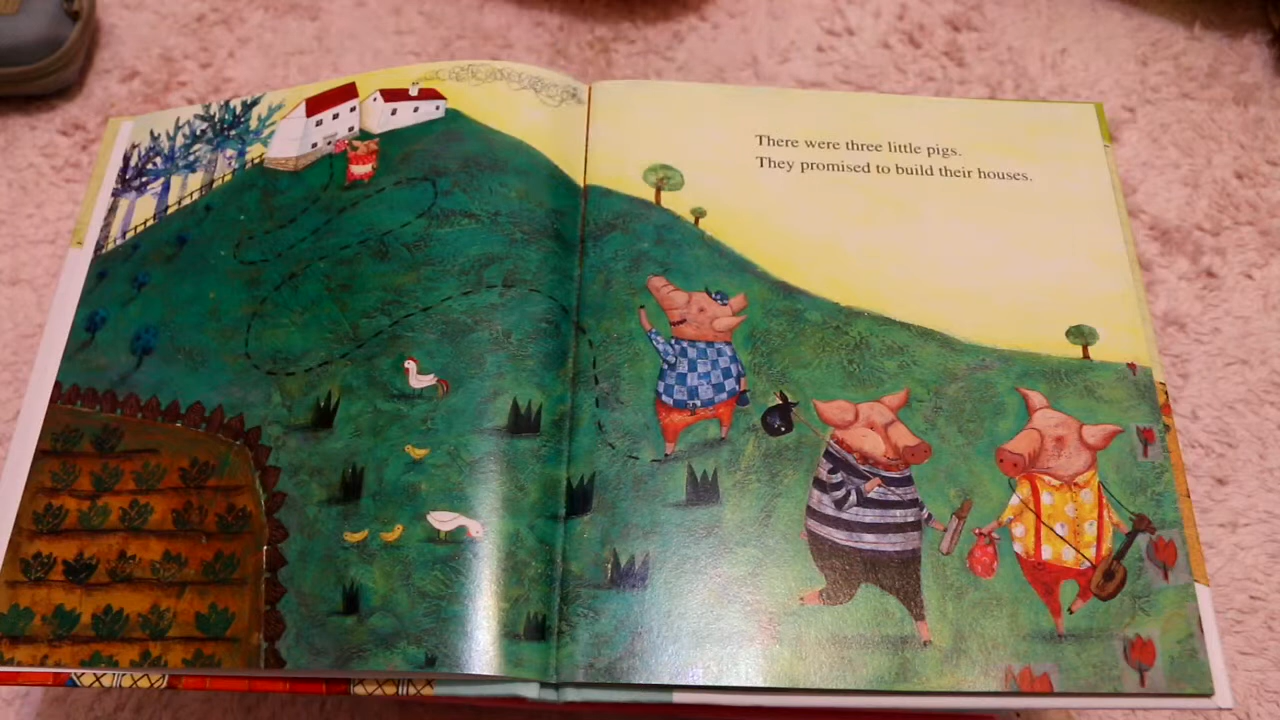 There were three little pigs.
They promised to build their houses.